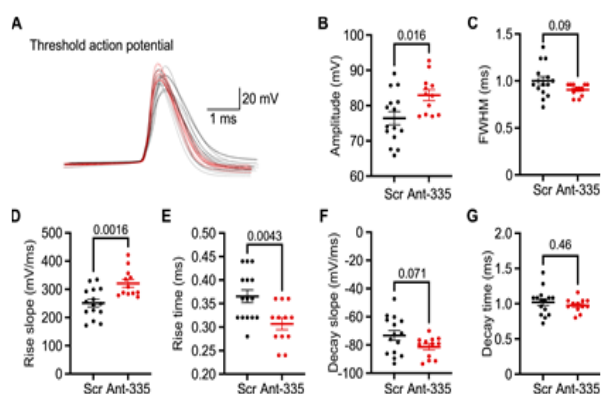 A
Threshold action potential
20 mV
1 ms
B
0.016
Amplitude (mV)
100
90
80
70
60
Scr Ant-335
C
0.09
FWHM (ms)
1.5
1.0
0.5
Scr Ant-335
D
0.0016
Rise slope (mV/ms)
500
400
300
200
100
0
Scr Ant-335
E
0.0043
Rise time (ms)
0.50
0.45
0.40
0.35
0.30
0.25
0.20
Scr Ant-335
F
0.071
Decay slope (mV/ms)
0
-20
-40
-60
-80
-100
Scr Ant-335
G
0.46
Decay time (ms)
2.0
1.5
1.0
0.5
0.0
Scr Ant-335